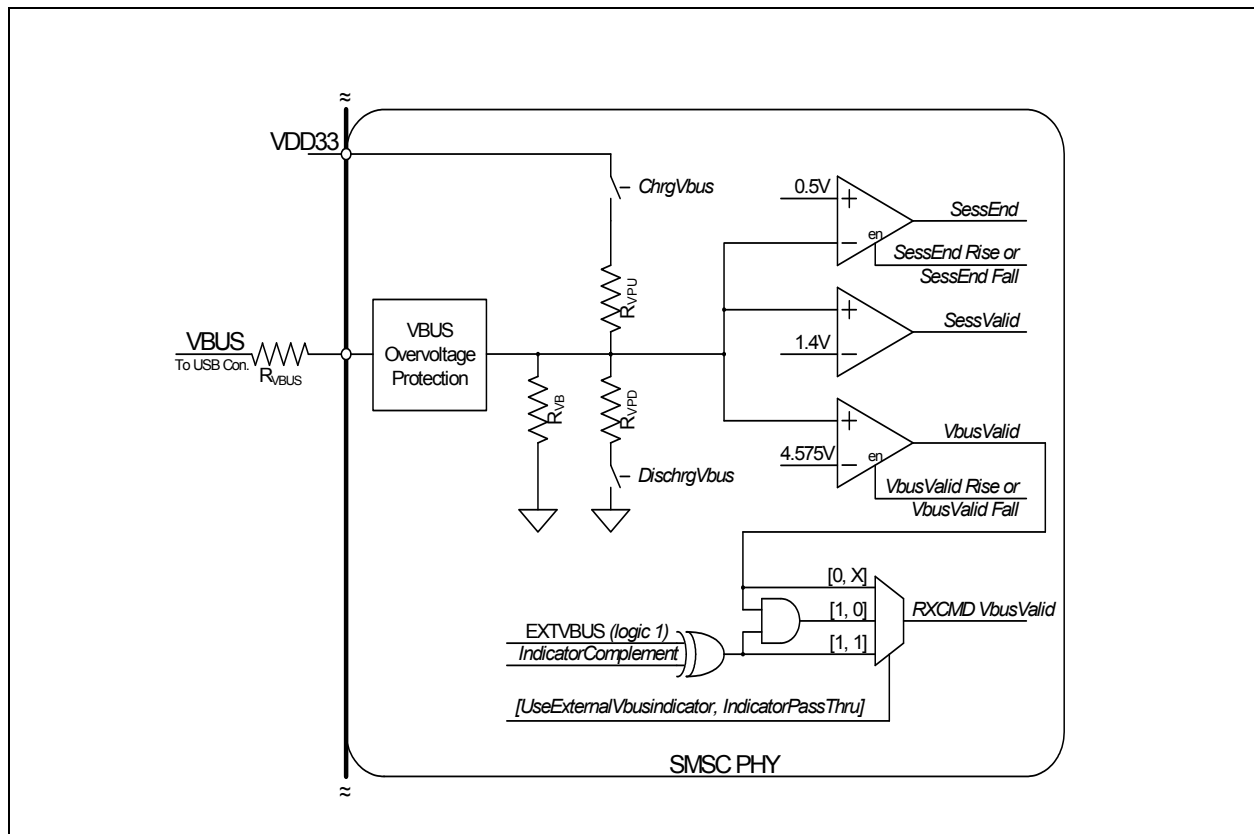 ≈
VDD33
ChrgVbus
RVPU
VBUS
To USB Con.
RVBUS
VBUS
Overvoltage
Protection
RVB
RVPD
DischrgVbus
0.5V
+
−
en
SessEnd
SessEnd Rise or
SessEnd Fall
+
1.4V
−
SessValid
+
4.575V
−
en
VbusValid
VbusValid Rise or
VbusValid Fall
[0, X]
[1, 0]
[1, 1]
RXCMD VbusValid
EXTVBUS (logic 1)
IndicatorComplement
[UseExternalVbusindicator, IndicatorPassThru]
SMSC PHY
≈